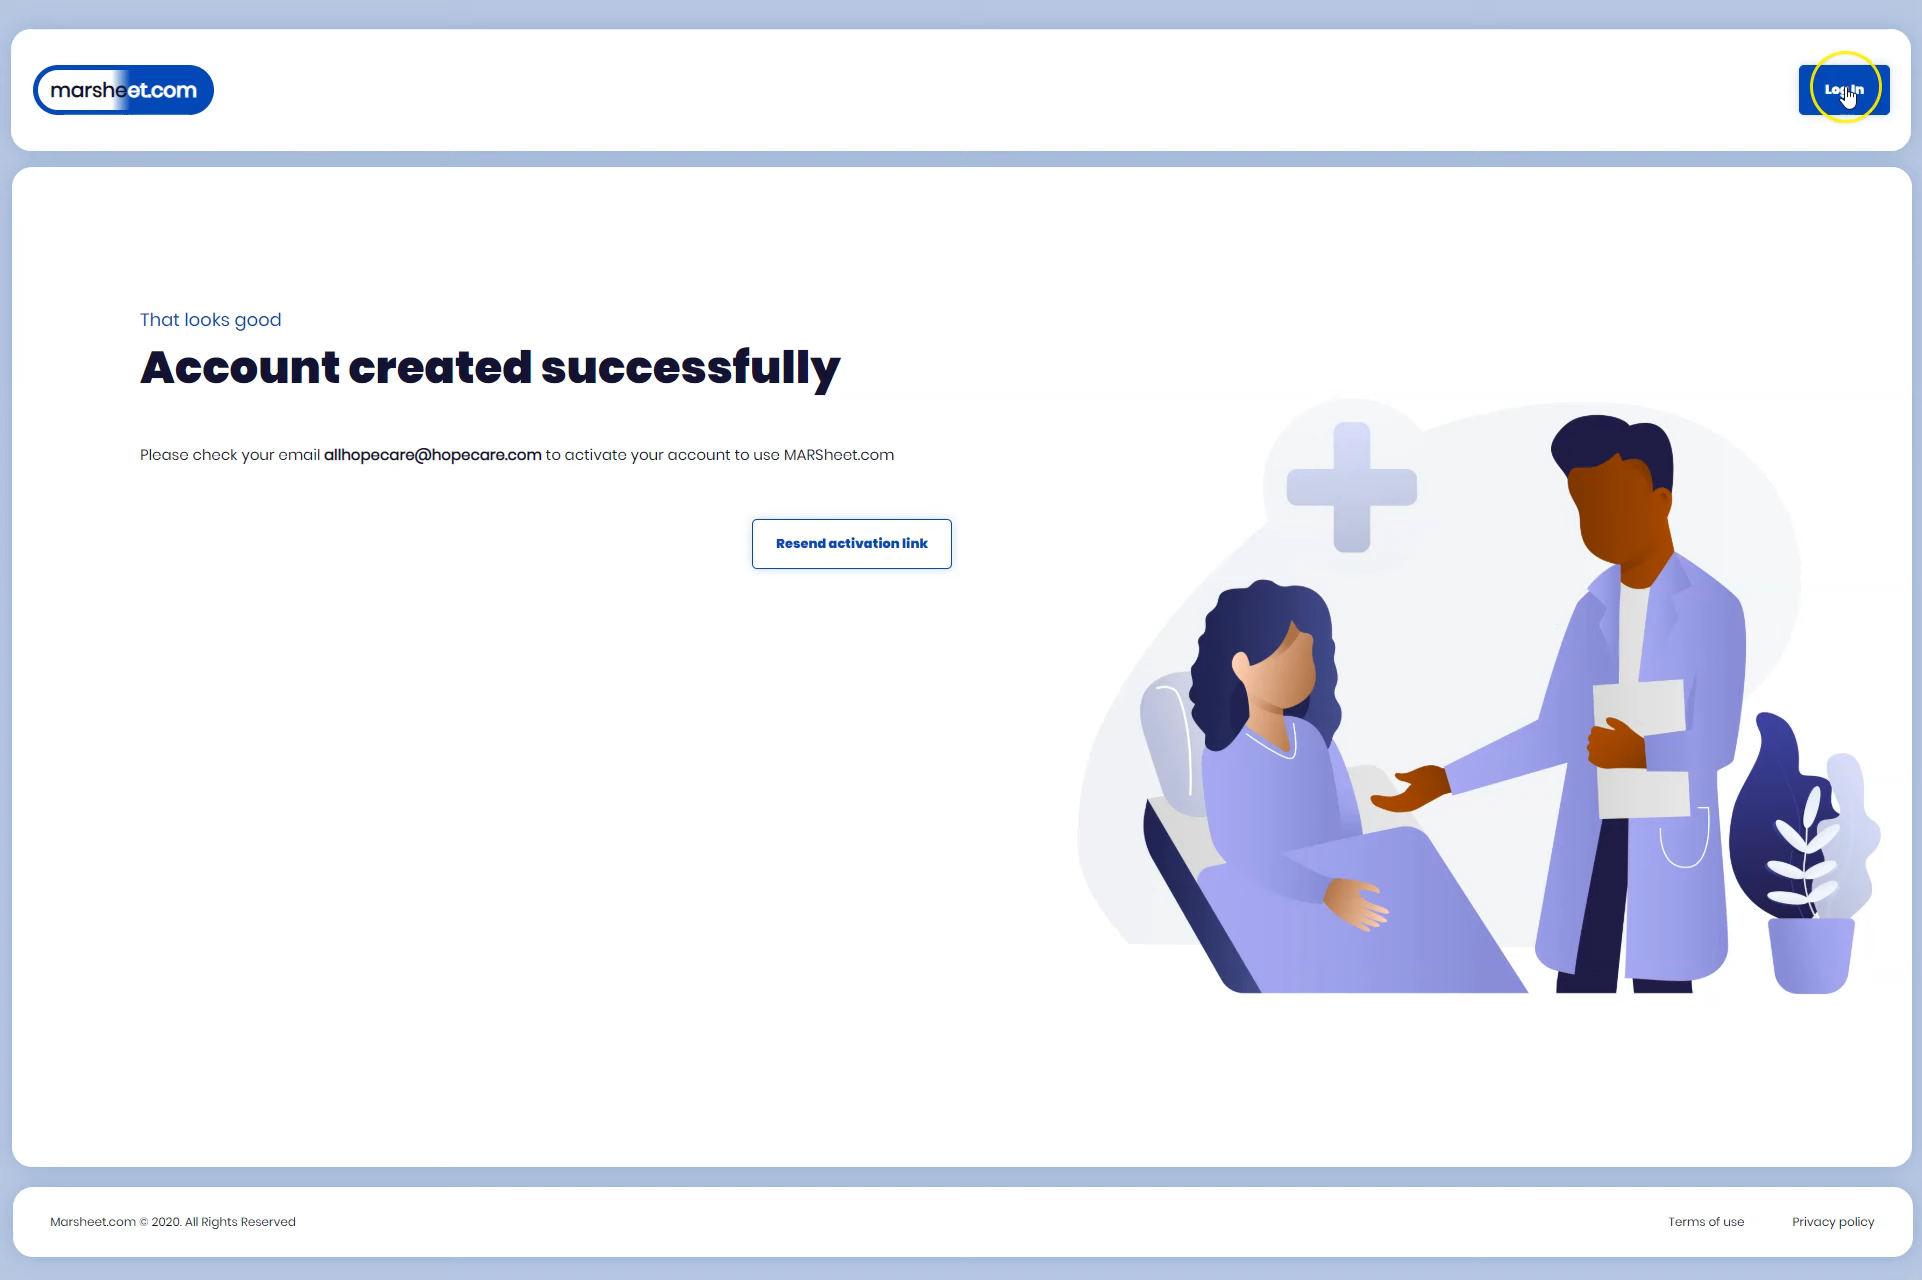 marsheet.com
Log In
That looks good
Account created successfully
Please check your email allhopecare@hopecare.com to activate your account to use MARSheet.com
Resend activation link
Marsheet.com © 2020. All Rights Reserved
Terms of use
Privacy policy